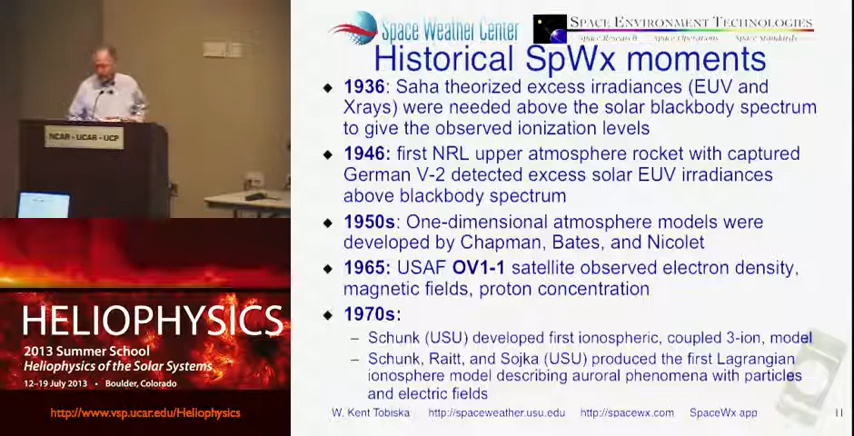 NCAR - UCAR - UCP
HELIOPHYSICS
2013 Summer School
Heliophysics of the Solar Systems
12–19 July 2013 • Boulder, Colorado
http://www.vsp.ucar.edu/Heliophysics
Space Weather Center
SPACE ENVIRONMENT TECHNOLOGIES
Space Research Space Operations Space Standards
Historical SpWx moments
◆ 1936: Saha theorized excess irradiances (EUV and
Xrays) were needed above the solar blackbody spectrum
to give the observed ionization levels
◆ 1946: first NRL upper atmosphere rocket with captured
German V-2 detected excess solar EUV irradiances
above blackbody spectrum
◆ 1950s: One-dimensional atmosphere models were
developed by Chapman, Bates, and Nicolet
◆ 1965: USAF OV1-1 satellite observed electron density,
magnetic fields, proton concentration
◆ 1970s:
– Schunk (USU) developed first ionospheric, coupled 3-ion, model
– Schunk, Raitt, and Sojka (USU) produced the first Lagrangian
ionosphere model describing auroral phenomena with particles
and electric fields
W. Kent Tobiska http://spaceweather.usu.edu http://spacewx.com SpaceWx app 11